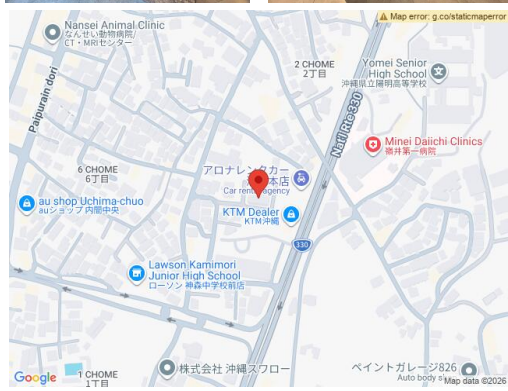 Map error: g.co/staticmaperror
Nansei Animal Clinic
なんせい動物病院/
CT・MRIセンター
2 CHOME
2丁目
Yomei Senior
High School
沖縄県立陽明高等学校
Paipurain dori
Nat'l Rte 330
Minei Daiichi Clinics
嶺井第一病院
6 CHOME
6丁目
アロナレンタカー
本店
Car rental agency
au shop Uchima-chuo
auショップ 内間中央
KTM Dealer
KTM沖縄
330
Lawson Kamimori
Junior High School
ローソン 神森中学校前店
株式会社 沖縄スワロー
ペイントガレージ826
Auto body
1 CHOME
1丁目
Google
Map data ©2026